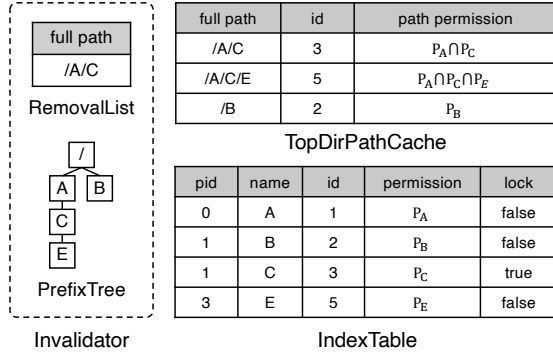 full path
/A/C
RemovalList
/
A B
C
E
PrefixTree
Invalidator
full path id path permission
/A/C 3 P_A∩P_C
/A/C/E 5 P_A∩P_C∩P_E
/B 2 P_B
TopDirPathCache
pid name id permission lock
0 A 1 P_A false
1 B 2 P_B false
1 C 3 P_C true
3 E 5 P_E false
IndexTable